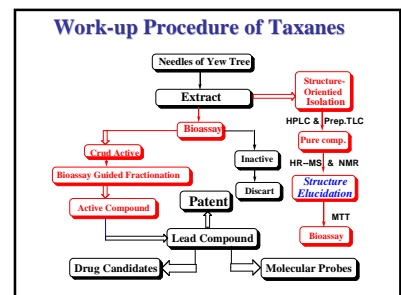 Work-up Procedure of Taxanes
Needles of Yew Tree
Extract
Structure-
Orientied
Isolation
HPLC & Prep.TLC
Bioassay
Pure comp.
Crud Active
Inactive
HR–MS & NMR
Bioassay Guided Fractionation
Structure
Elucidation
Discart
Active Compound
Patent
MTT
Lead Compound
Bioassay
Drug Candidates
Molecular Probes